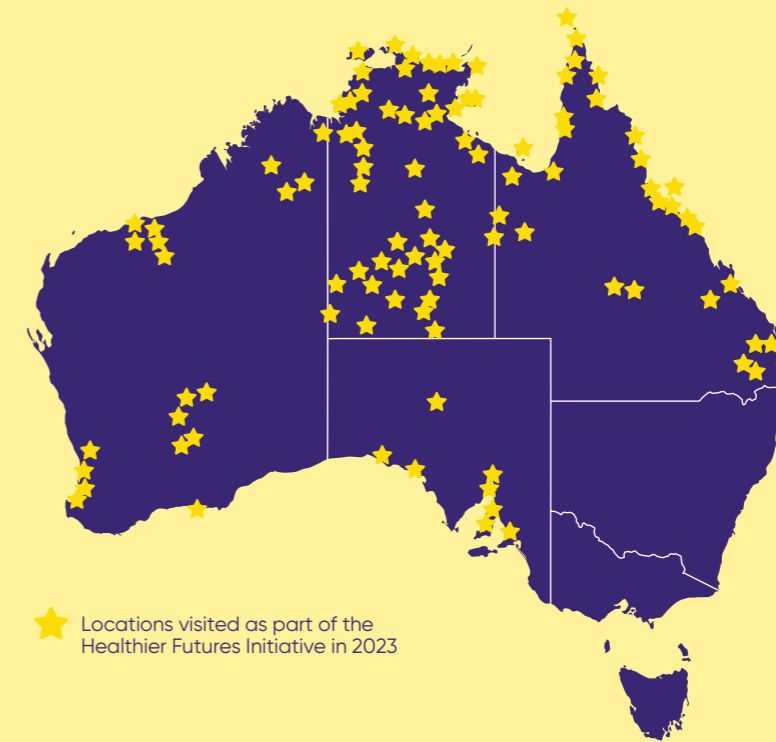 Locations visited as part of the
Healthier Futures Initiative in 2023